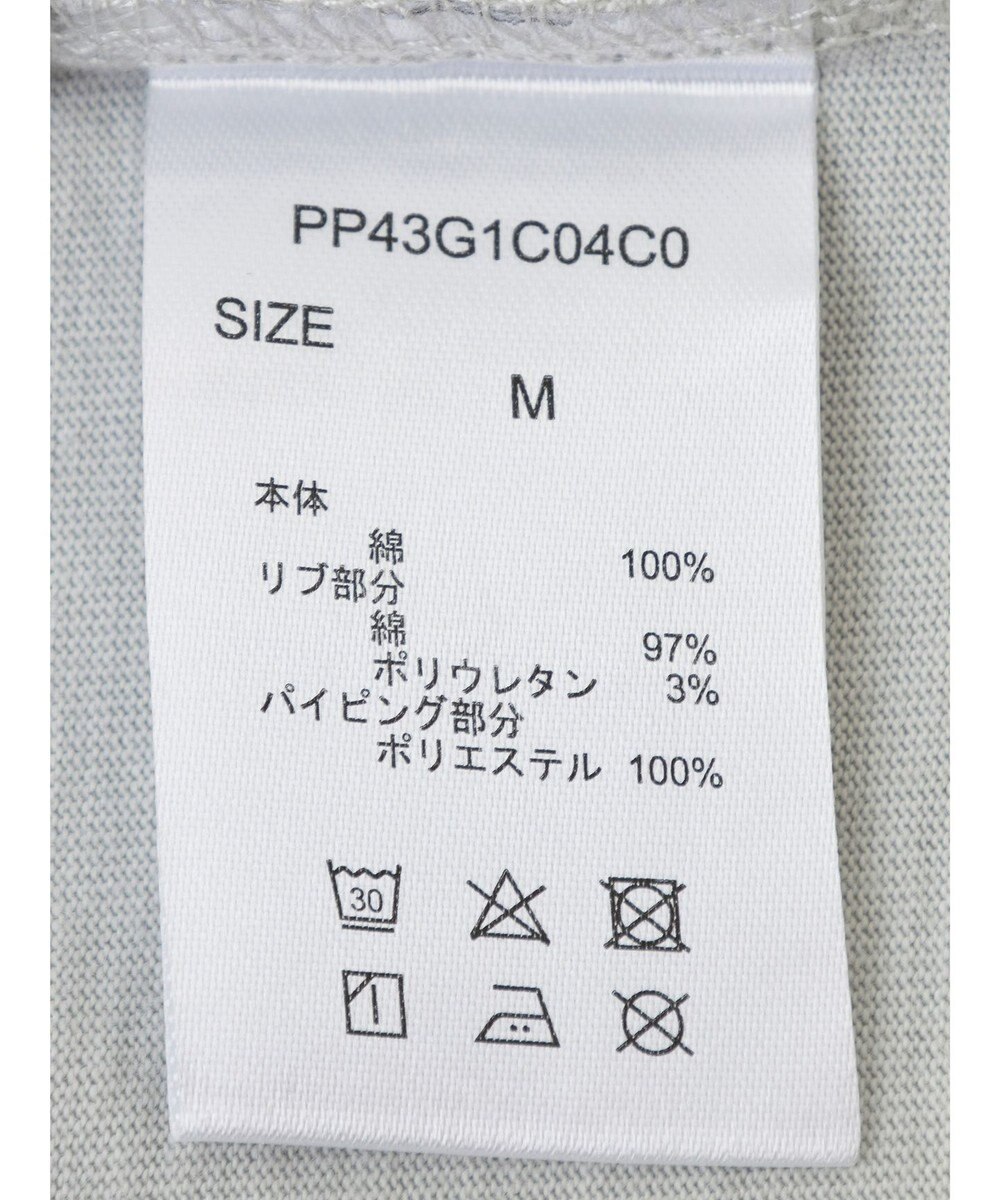 PP43G1C04C0
SIZE
M
本体
綿 100%
リブ部分
綿 97%
ポリウレタン 3%
パイピング部分
ポリエステル 100%
30